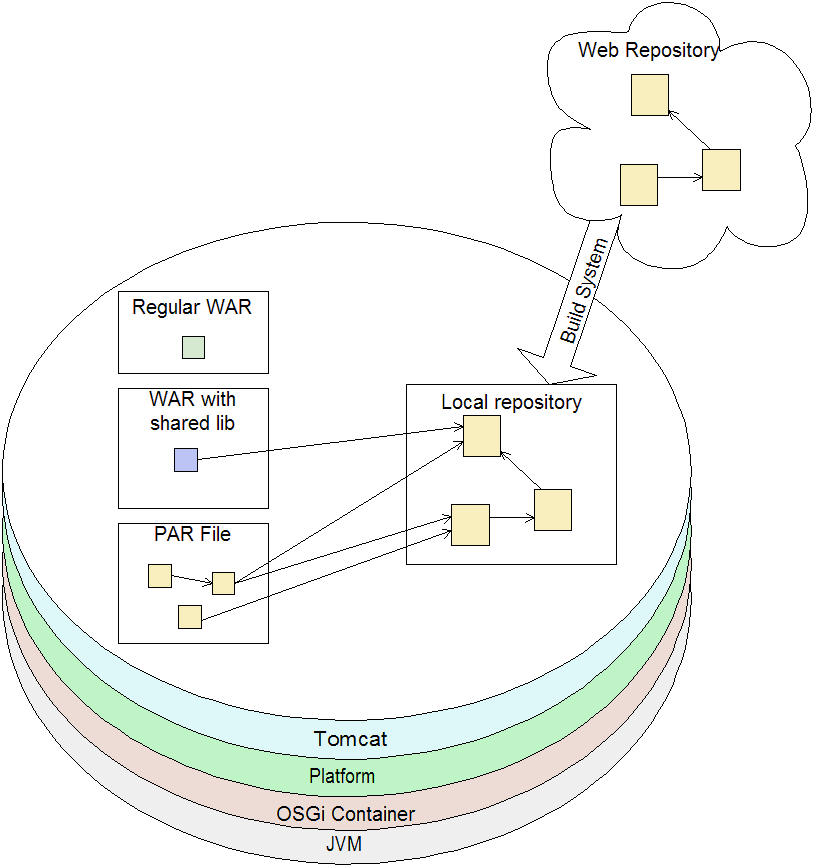 Web Repository
Build System
Regular WAR
WAR with
shared lib
PAR File
Local repository
Tomcat
Platform
OSGi Container
JVM